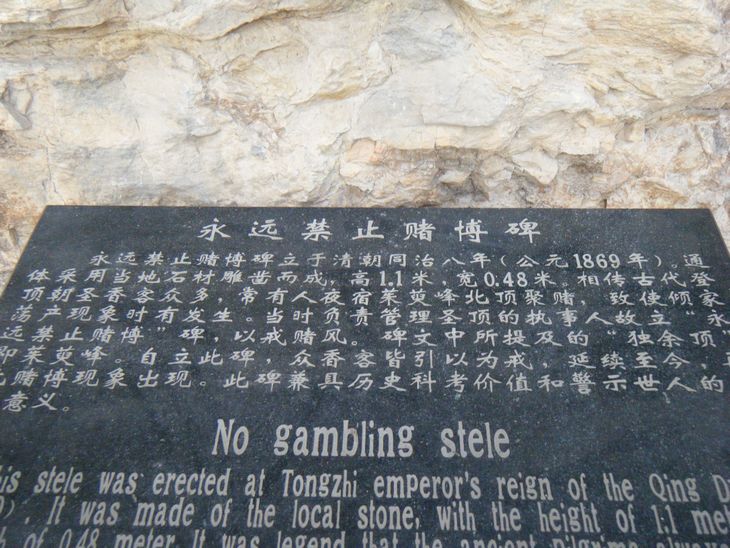 永远禁止赌博碑
永远禁止赌博碑立于清朝同治八年(公元1869年)。通
体采用当地石材雕凿而成,高1.1米,宽0.48米。相传古代登
顶朝圣香客众多,常有人夜宿茱萸峰北顶聚赌,致使倾家
荡产现象时有发生。当时负责管理圣顶的执事人故立“永
远禁止赌博”碑,以戒赌风。碑文中所提及的“独余顶”
即茱萸峰。自立此碑,众香客皆引以为戒,延续至今,再
无赌博现象出现。此碑兼具历史科考价值和警示世人的
意义。
No gambling stele
is stele was erected at Tongzhi emperor's reign of the Qing D
). It was made of the local stone, with the height of 1.1 met
h of 0.48 meter. It was legend that the ancient Pilgrims always